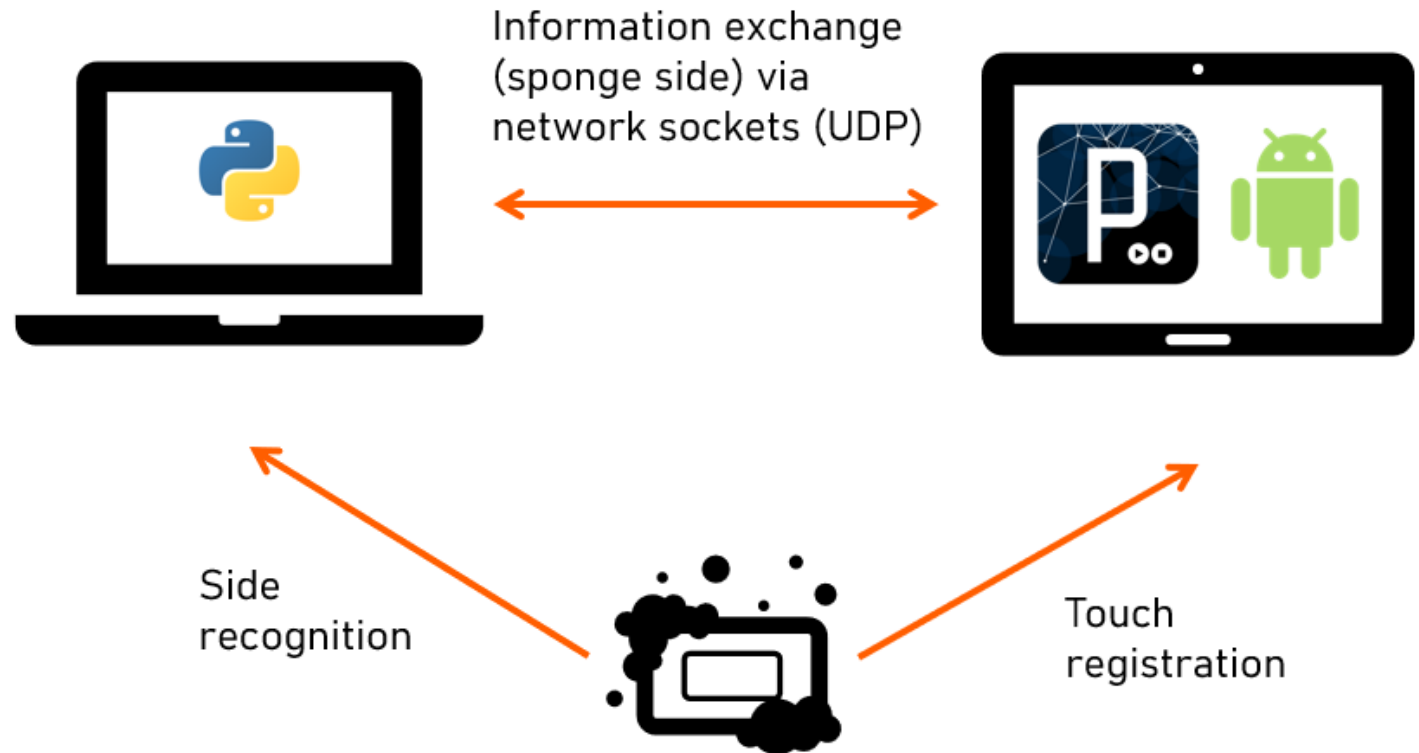 Information exchange
(sponge side) via
network sockets (UDP)
P
Side
recognition
Touch
registration